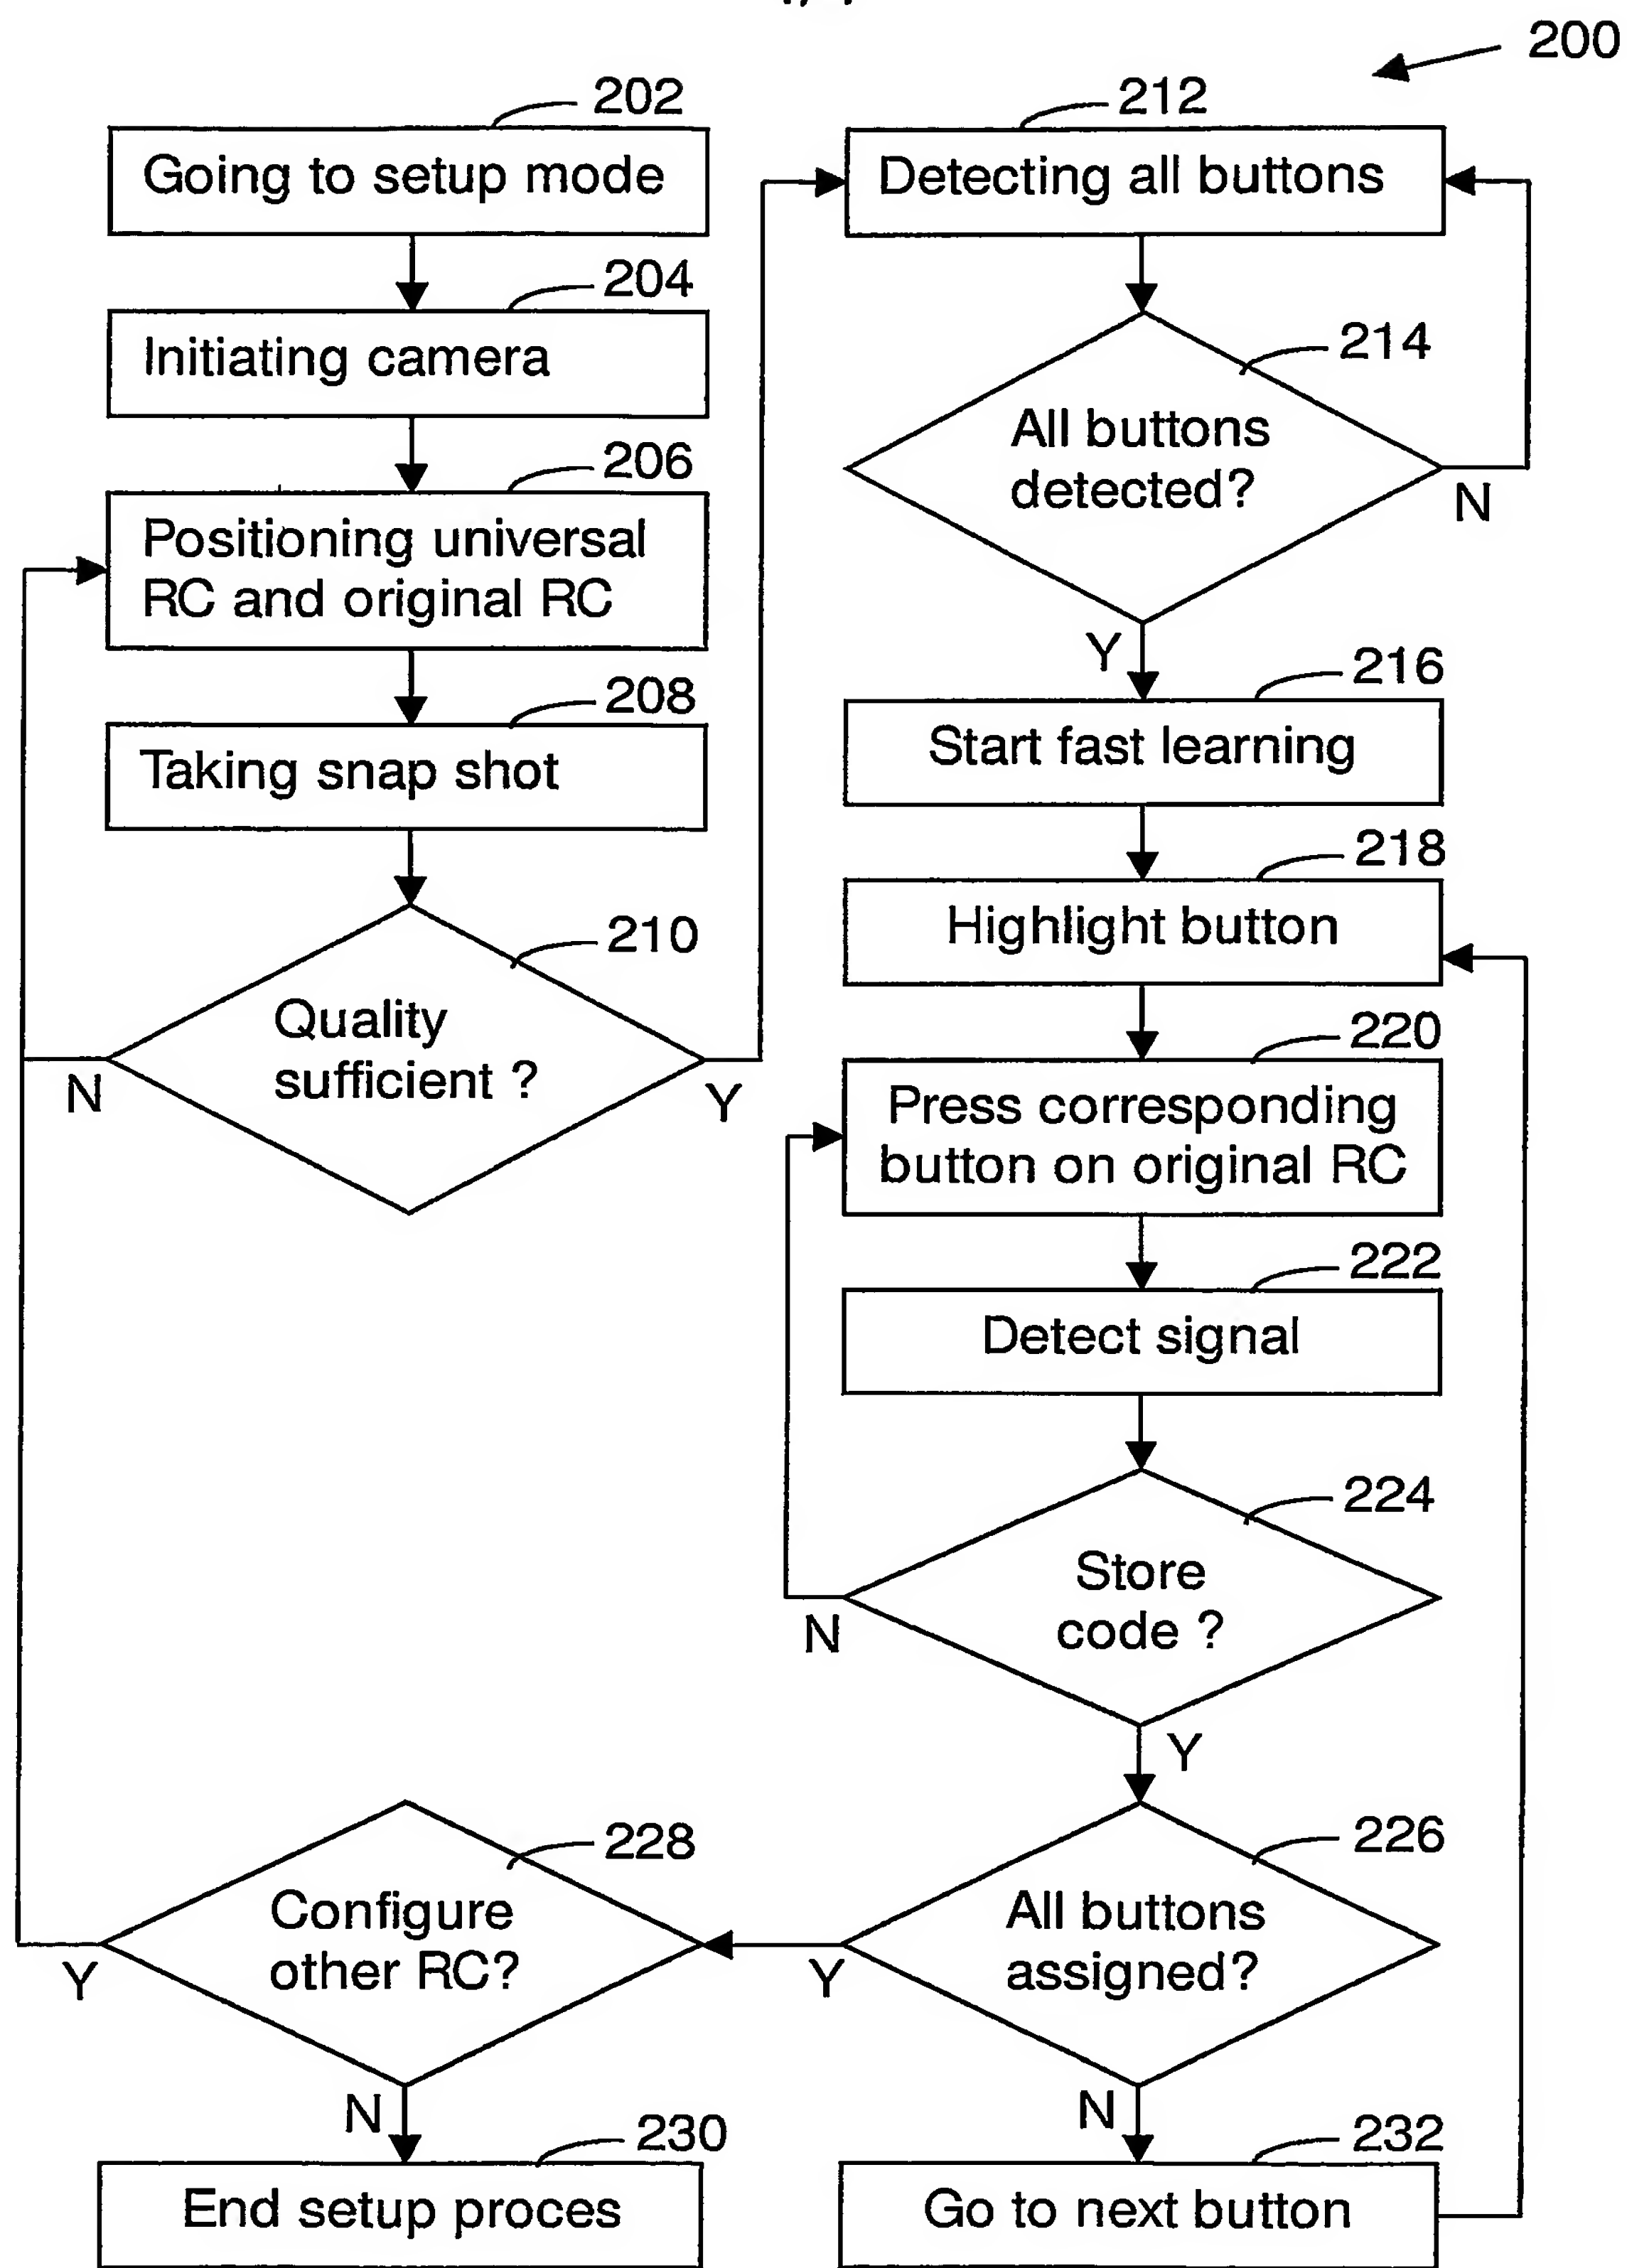 200
202
Going to setup mode
204
Initiating camera
206
Positioning universal
RC and original RC
208
Taking snap shot
210
Quality
sufficient ?
N
Y
212
Detecting all buttons
214
All buttons
detected?
N
Y
216
Start fast learning
218
Highlight button
220
Press corresponding
button on original RC
222
Detect signal
224
Store
code ?
N
Y
226
All buttons
assigned?
Y
N
228
Configure
other RC?
Y
N
230
End setup proces
232
Go to next button